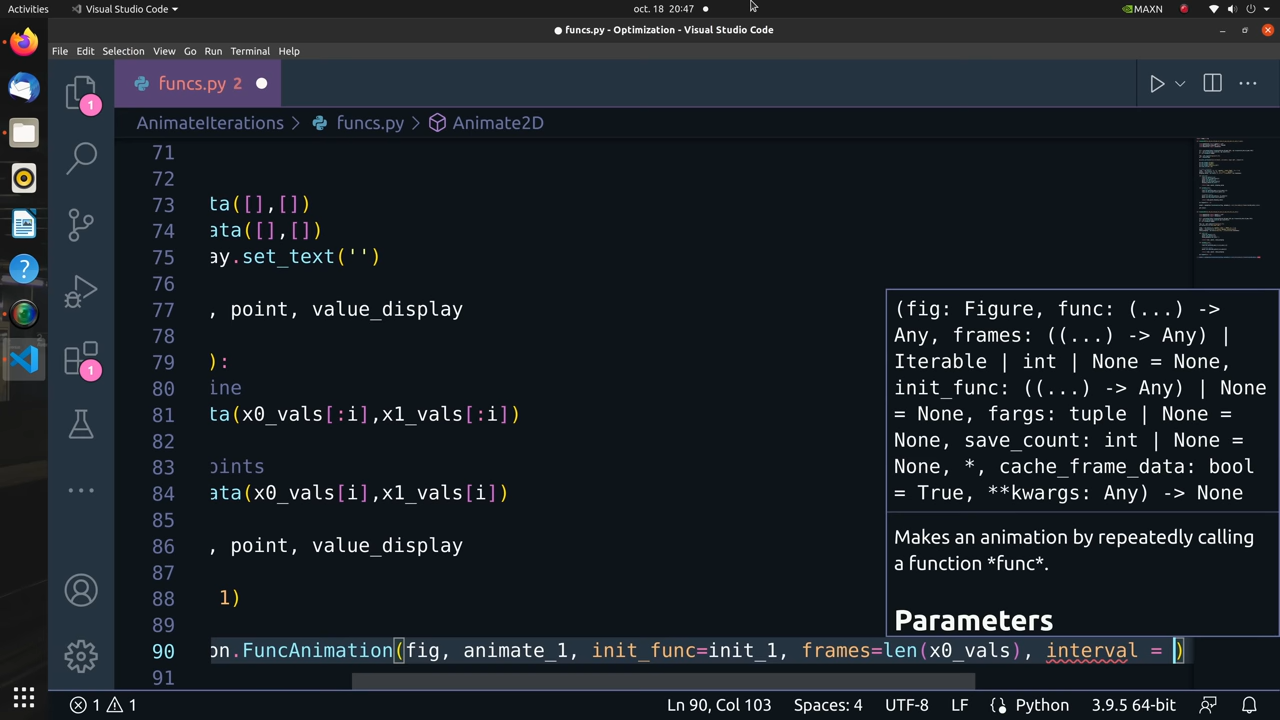 Activities
Visual Studio Code
oct. 18 20:47
MAXN
funcs.py - Optimization - Visual Studio Code
File Edit Selection View Go Run Terminal Help
funcs.py 2
AnimateIterations > funcs.py > Animate2D
71
72
73 ta([],[])
74 ata([],[])
75 ay.set_text('')
76
77 , point, value_display
78
79 ):
80 ine
81 ta(x0_vals[:i],x1_vals[:i])
82
83 oints
84 ata(x0_vals[i],x1_vals[i])
85
86 , point, value_display
87
88 1)
90 on.FuncAnimation(fig, animate_1, init_func=init_1, frames=len(x0_vals), interval = )
91
(fig: Figure, func: (...) ->
Any, frames: ((...) -> Any) |
Iterable | int | None = None,
init_func: ((...) -> Any) | None
= None, fargs: tuple | None =
None, save_count: int | None =
None, *, cache_frame_data: bool
= True, **kwargs: Any) -> None
Makes an animation by repeatedly calling
a function *func*.
Parameters
1
1
1 1
Ln 90, Col 103
Spaces: 4
UTF-8
LF
Python
3.9.5 64-bit